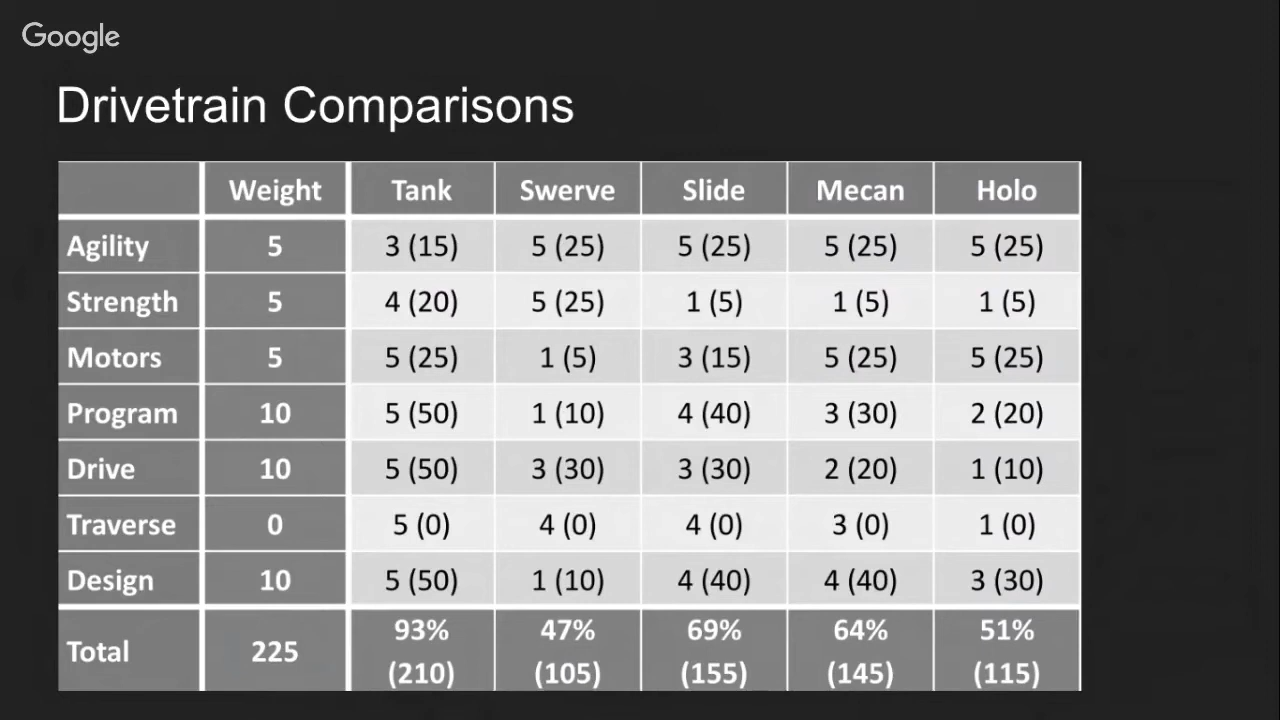 Google
Drivetrain Comparisons
Weight Tank Swerve Slide Mecan Holo
Agility 5 3 (15) 5 (25) 5 (25) 5 (25) 5 (25)
Strength 5 4 (20) 5 (25) 1 (5) 1 (5) 1 (5)
Motors 5 5 (25) 1 (5) 3 (15) 5 (25) 5 (25)
Program 10 5 (50) 1 (10) 4 (40) 3 (30) 2 (20)
Drive 10 5 (50) 3 (30) 3 (30) 2 (20) 1 (10)
Traverse 0 5 (0) 4 (0) 4 (0) 3 (0) 1 (0)
Design 10 5 (50) 1 (10) 4 (40) 4 (40) 3 (30)
Total 225 93% 47% 69% 64% 51%
(210) (105) (155) (145) (115)